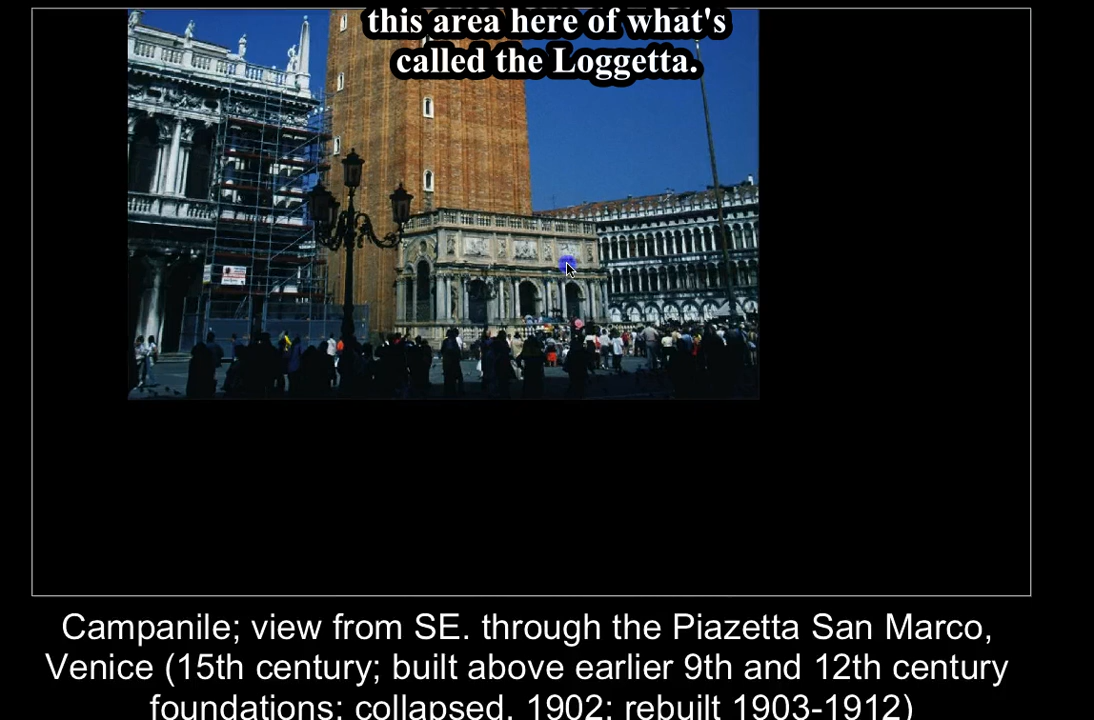 this area here of what's
called the Loggetta.
Campanile; view from SE. through the Piazetta San Marco,
Venice (15th century; built above earlier 9th and 12th century
foundations; collapsed, 1902; rebuilt 1903-1912)